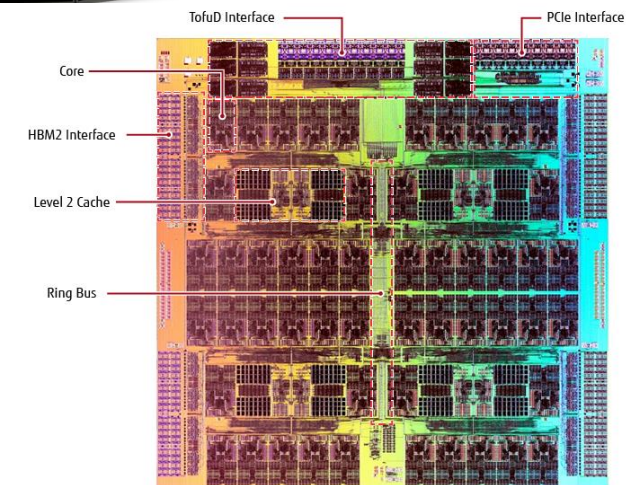 TofuD Interface
PCIe Interface
Core
HBM2 Interface
Level 2 Cache
Ring Bus